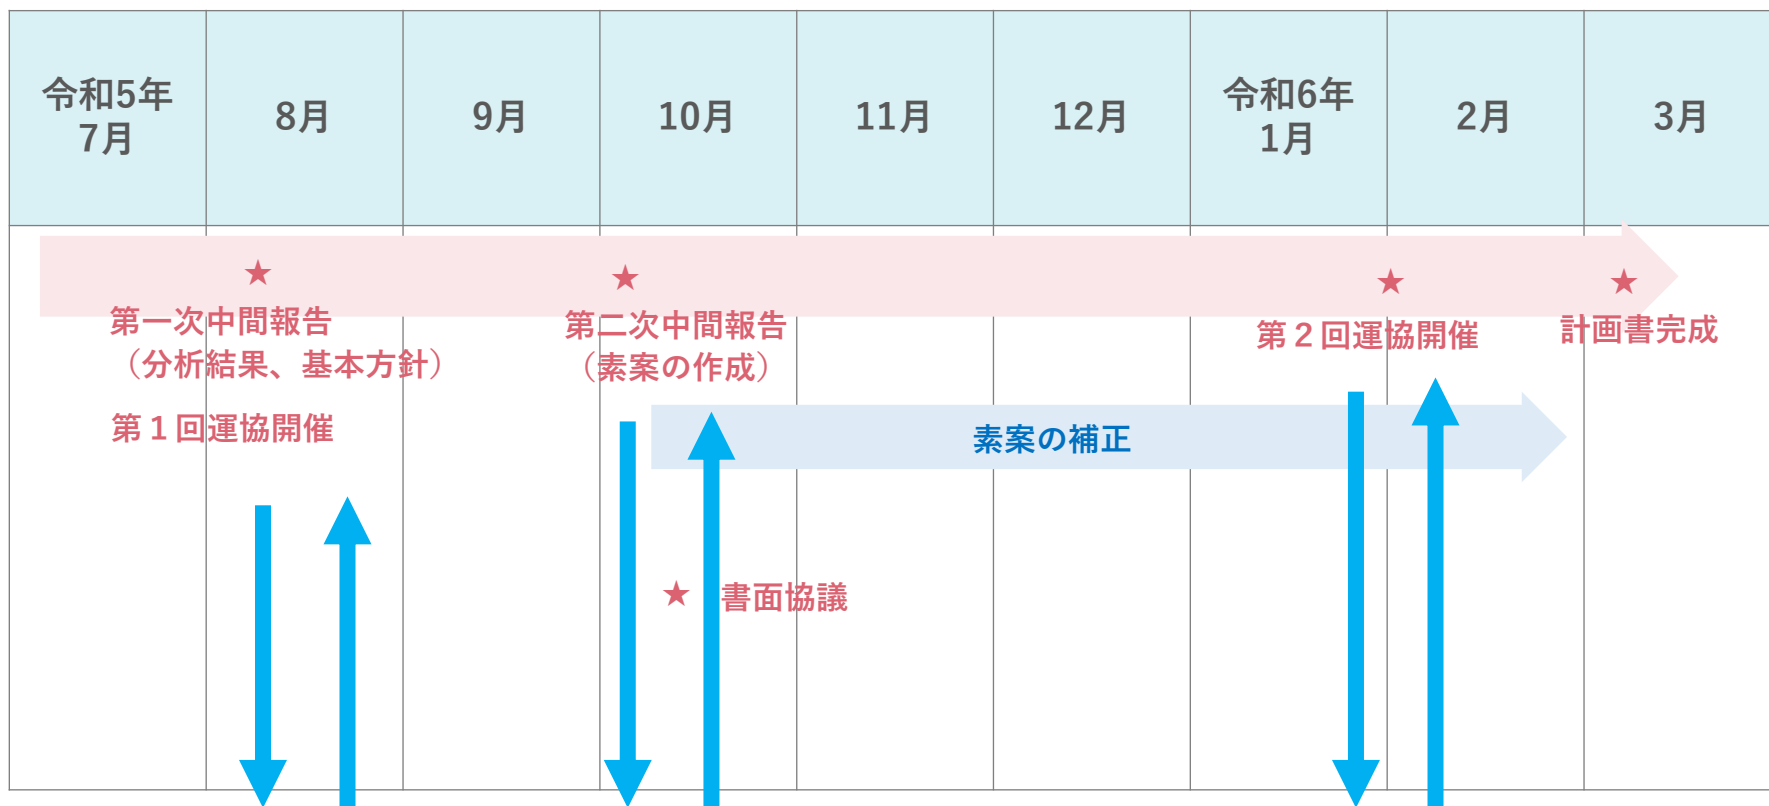 令和5年
7月
8月
9月
10月
11月
12月
令和6年
1月
2月
3月
★
★
★
★
第一次中間報告
（分析結果、基本方針）
第１回運協開催
第二次中間報告
（素案の作成）
第２回運協開催
計画書完成
素案の補正
★ 書面協議